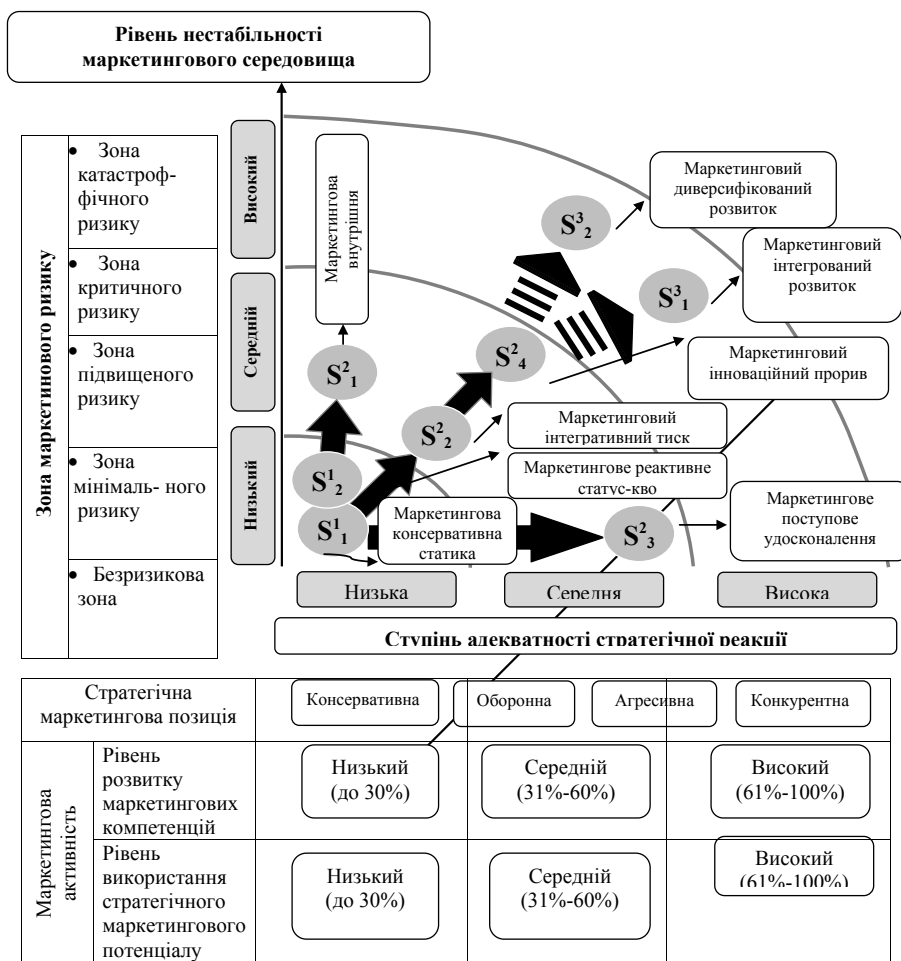 Рівень нестабільності
маркетингового середовища
Зона маркетинового ризику
• Зона
катастроф-
фічного
ризику
• Зона
критичного
ризику
• Зона
підвищеного
ризику
• Зона
мінімаль- ного
ризику
• Безризикова
зона
Високий
Середній
Низький
Маркетингова
внутрішня
S³₂
Маркетинговий
диверсифікований
розвиток
S³₁
Маркетинговий
інтегрований
розвиток
S²₁
S²₄
Маркетинговий
інноваційний прорив
S²₂
Маркетинговий
інтегративний тиск
S¹₂
Маркетингове реактивне
статус-кво
S¹₁
Маркетингова
консервативна
статика
S²₃
Маркетингове
поступове
удосконалення
Низька
Середня
Висока
Ступінь адекватності стратегічної реакції
Стратегічна
маркетингова позиція
Консервативна
Оборонна
Агресивна
Конкурентна
Маркетингова
активність
Рівень
розвитку
маркетингових
компетенцій
Низький
(до 30%)
Середній
(31%-60%)
Високий
(61%-100%)
Рівень
використання
стратегічного
маркетингового
потенціалу
Низький
(до 30%)
Середній
(31%-60%)
Високий
(61%-100%)